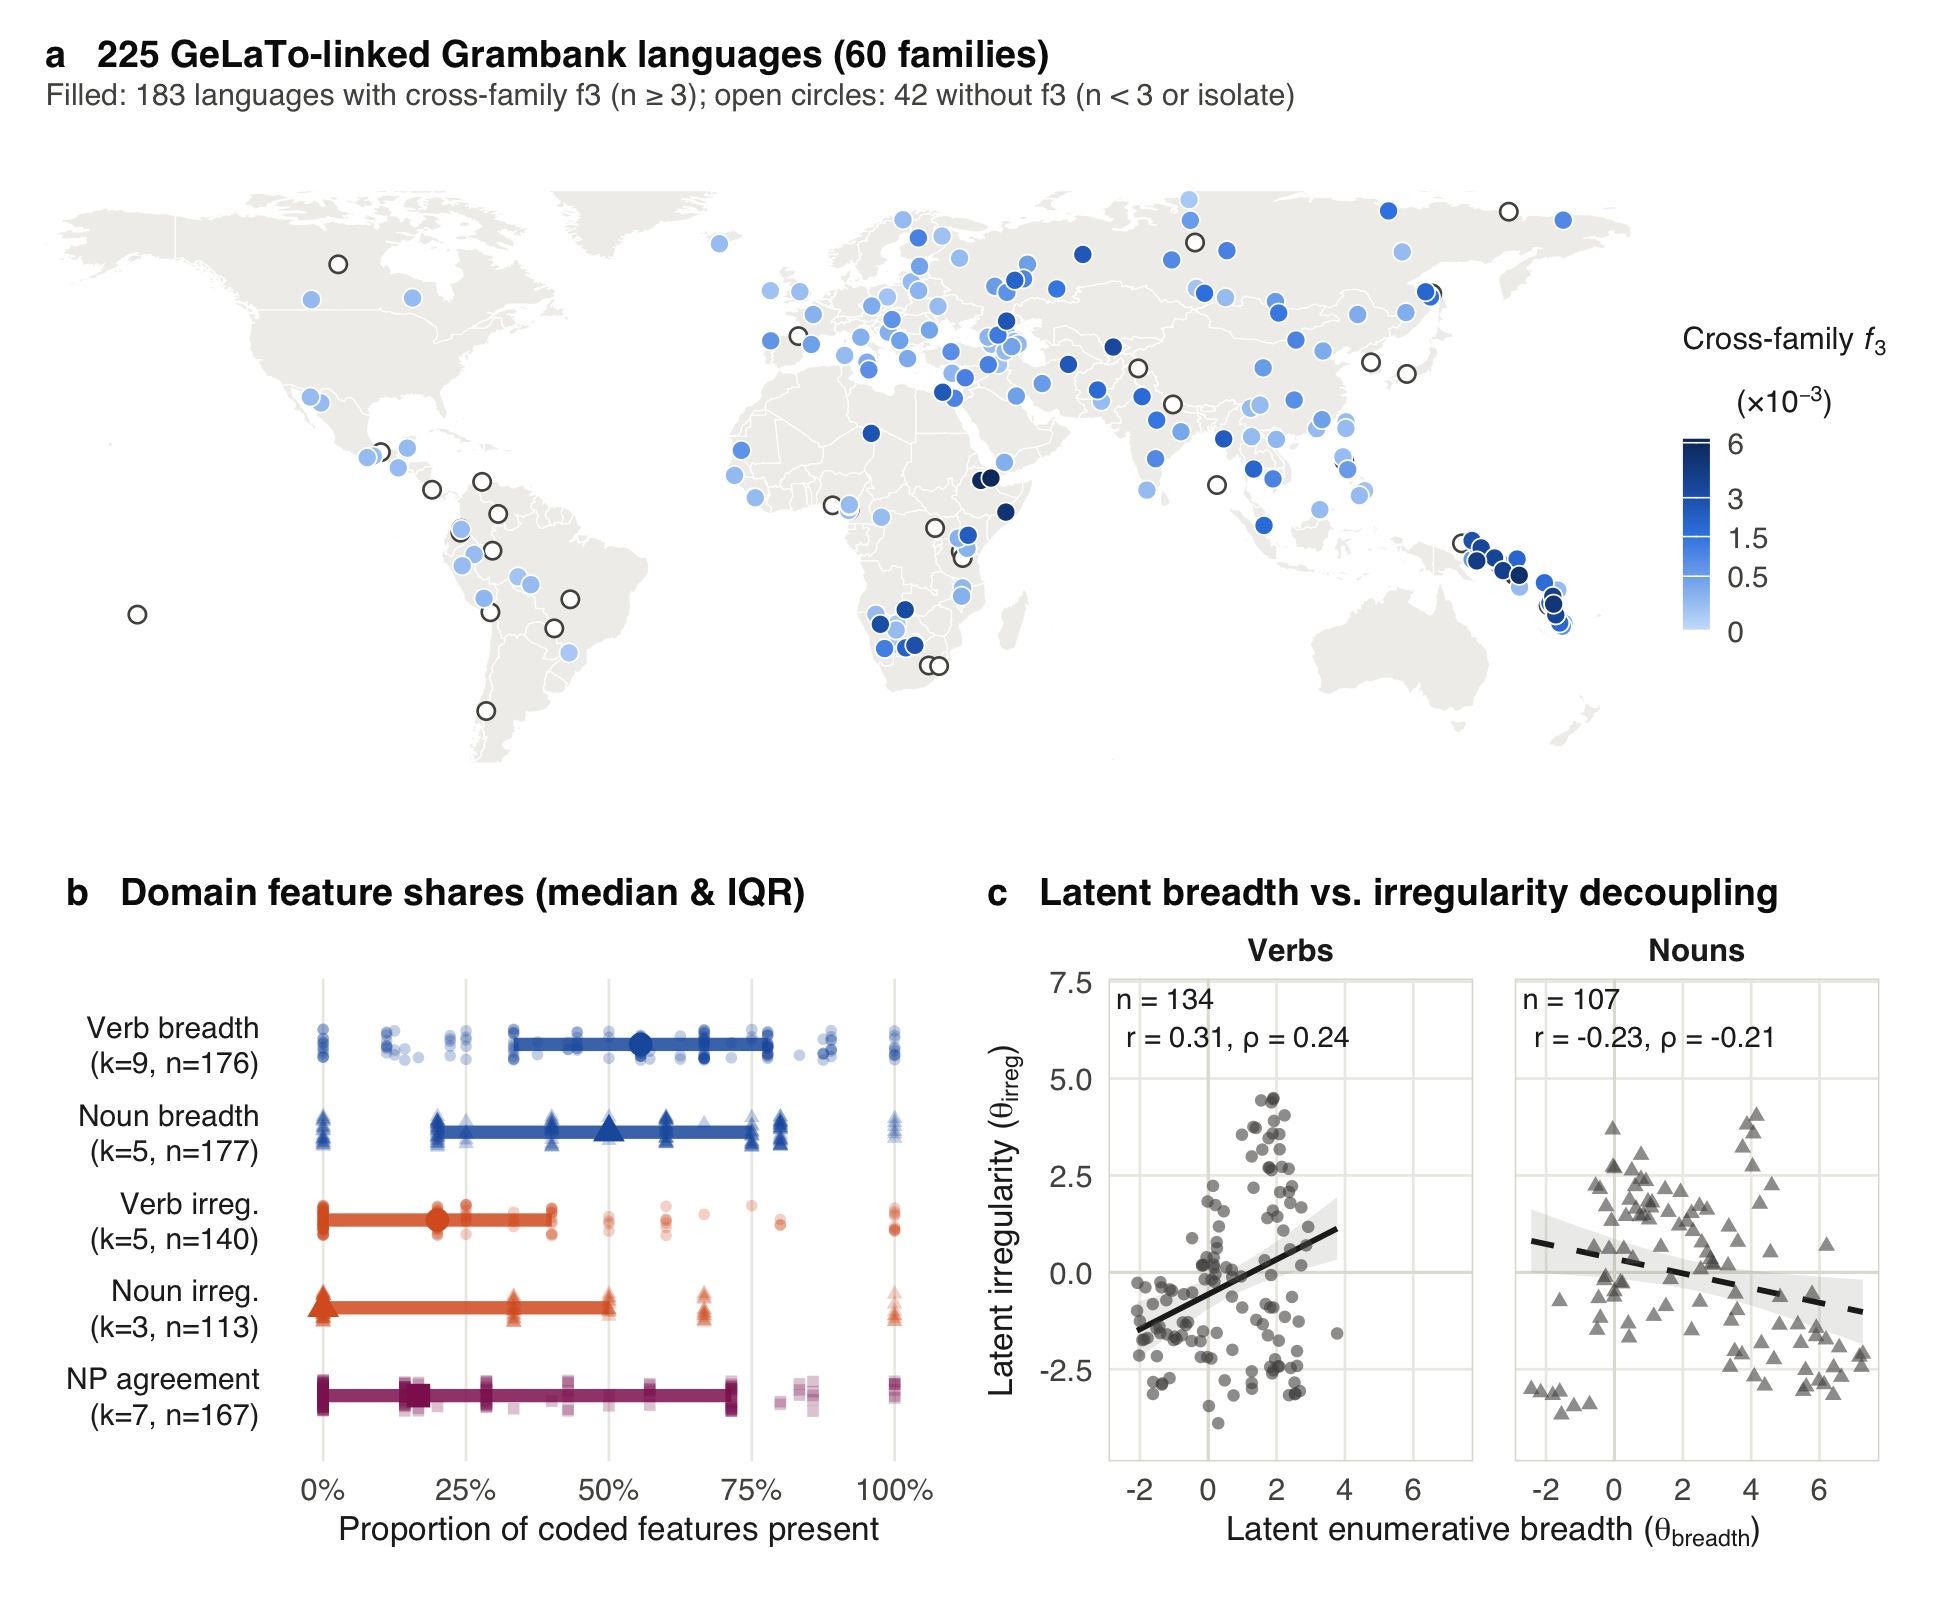 a 225 GeLaTo-linked Grambank languages (60 families)
Filled: 183 languages with cross-family f3 (n ≥ 3); open circles: 42 without f3 (n < 3 or isolate)
Cross-family f3
(×10−3)
6
3
1.5
0.5
0
b Domain feature shares (median & IQR)
Verb breadth
(k=9, n=176)
Noun breadth
(k=5, n=177)
Verb irreg.
(k=5, n=140)
Noun irreg.
(k=3, n=113)
NP agreement
(k=7, n=167)
0% 25% 50% 75% 100%
Proportion of coded features present
c Latent breadth vs. irregularity decoupling
Verbs Nouns
n = 134
r = 0.31, ρ = 0.24
n = 107
r = -0.23, ρ = -0.21
7.5
5.0
2.5
0.0
-2.5
Latent irregularity (θirreg)
-2 0 2 4 6
-2 0 2 4 6
Latent enumerative breadth (θbreadth)